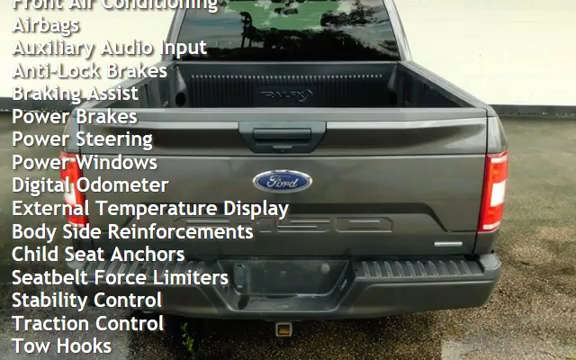 Front Air Conditioning
Airbags
Auxiliary Audio Input
Anti-Lock Brakes
Braking Assist
Power Brakes
Power Steering
Power Windows
Digital Odometer
External Temperature Display
Body Side Reinforcements
Child Seat Anchors
Seatbelt Force Limiters
Stability Control
Traction Control
Tow Hooks
Ford
F-150